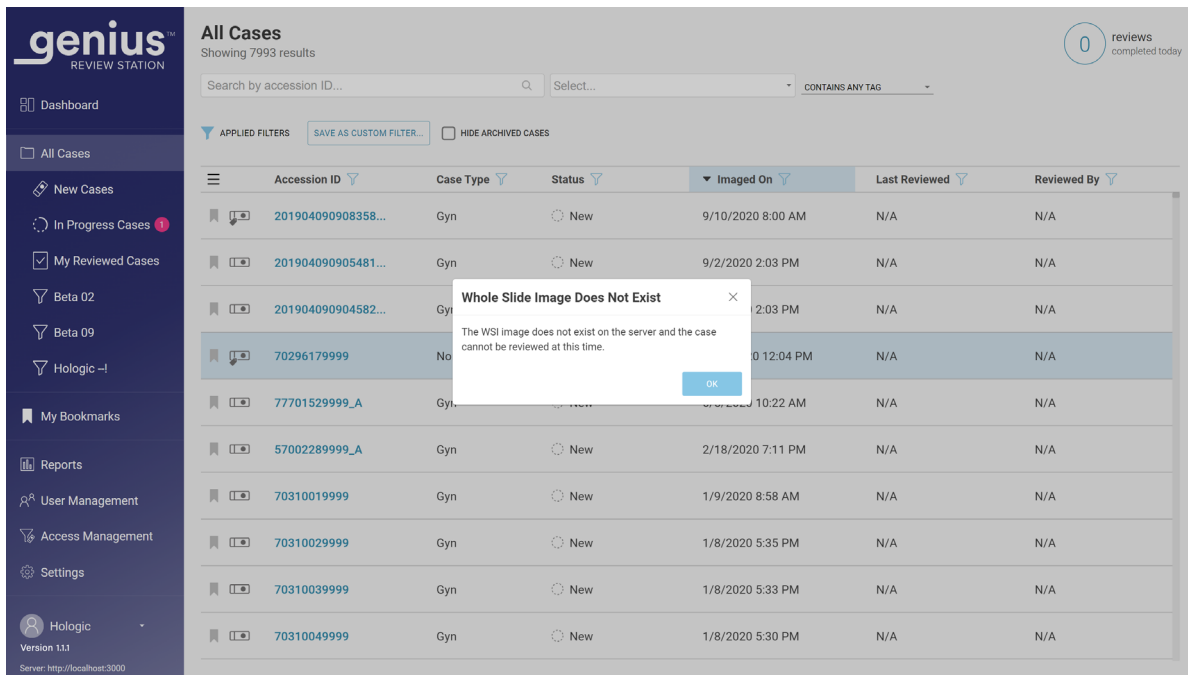 genius™
REVIEW STATION
Dashboard
All Cases
New Cases
In Progress Cases 1
My Reviewed Cases
Beta 02
Beta 09
Hologic --!
My Bookmarks
Reports
User Management
Access Management
Settings
Hologic
Version 1.1.1
Server: http://localhost:3000
All Cases
Showing 7993 results
0 reviews
completed today
Search by accession ID... Select... CONTAINS ANY TAG
APPLIED FILTERS SAVE AS CUSTOM FILTER... HIDE ARCHIVED CASES
Accession ID Case Type Status Imaged On Last Reviewed Reviewed By
201904090908358... Gyn New 9/10/2020 8:00 AM N/A N/A
201904090905481... Gyn New 9/2/2020 2:03 PM N/A N/A
201904090904582... 2:03 PM N/A N/A
70296179999 12:04 PM N/A N/A
77701529999_A Gyn New 10:22 AM N/A N/A
57002289999_A Gyn New 2/18/2020 7:11 PM N/A N/A
70310019999 Gyn New 1/9/2020 8:58 AM N/A N/A
70310029999 Gyn New 1/8/2020 5:35 PM N/A N/A
70310039999 Gyn New 1/8/2020 5:33 PM N/A N/A
70310049999 Gyn New 1/8/2020 5:30 PM N/A N/A
Whole Slide Image Does Not Exist
The WSI image does not exist on the server and the case
cannot be reviewed at this time.
OK